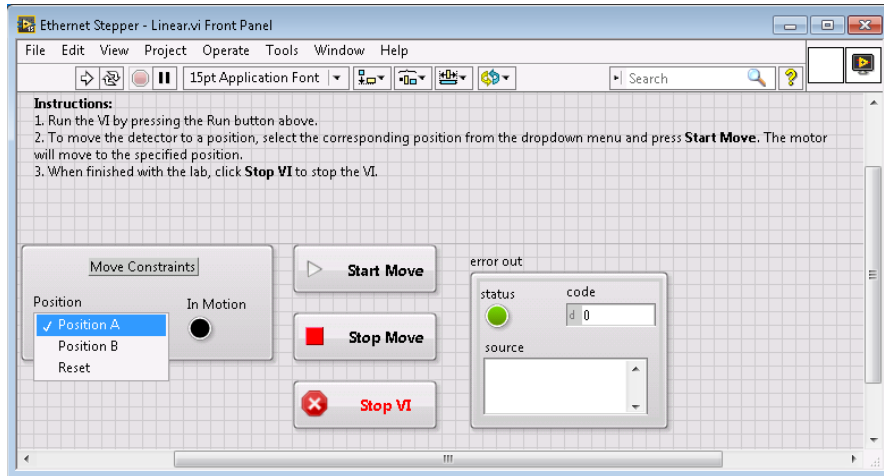 Ethernet Stepper - Linear.vi Front Panel
File Edit View Project Operate Tools Window Help
15pt Application Font
Search
Instructions:
1. Run the VI by pressing the Run button above.
2. To move the detector to a position, select the corresponding position from the dropdown menu and press Start Move. The motor
will move to the specified position.
3. When finished with the lab, click Stop VI to stop the VI.
Move Constraints
Position
In Motion
Position A
Position B
Reset
Start Move
Stop Move
Stop VI
error out
status
code
d 0
source